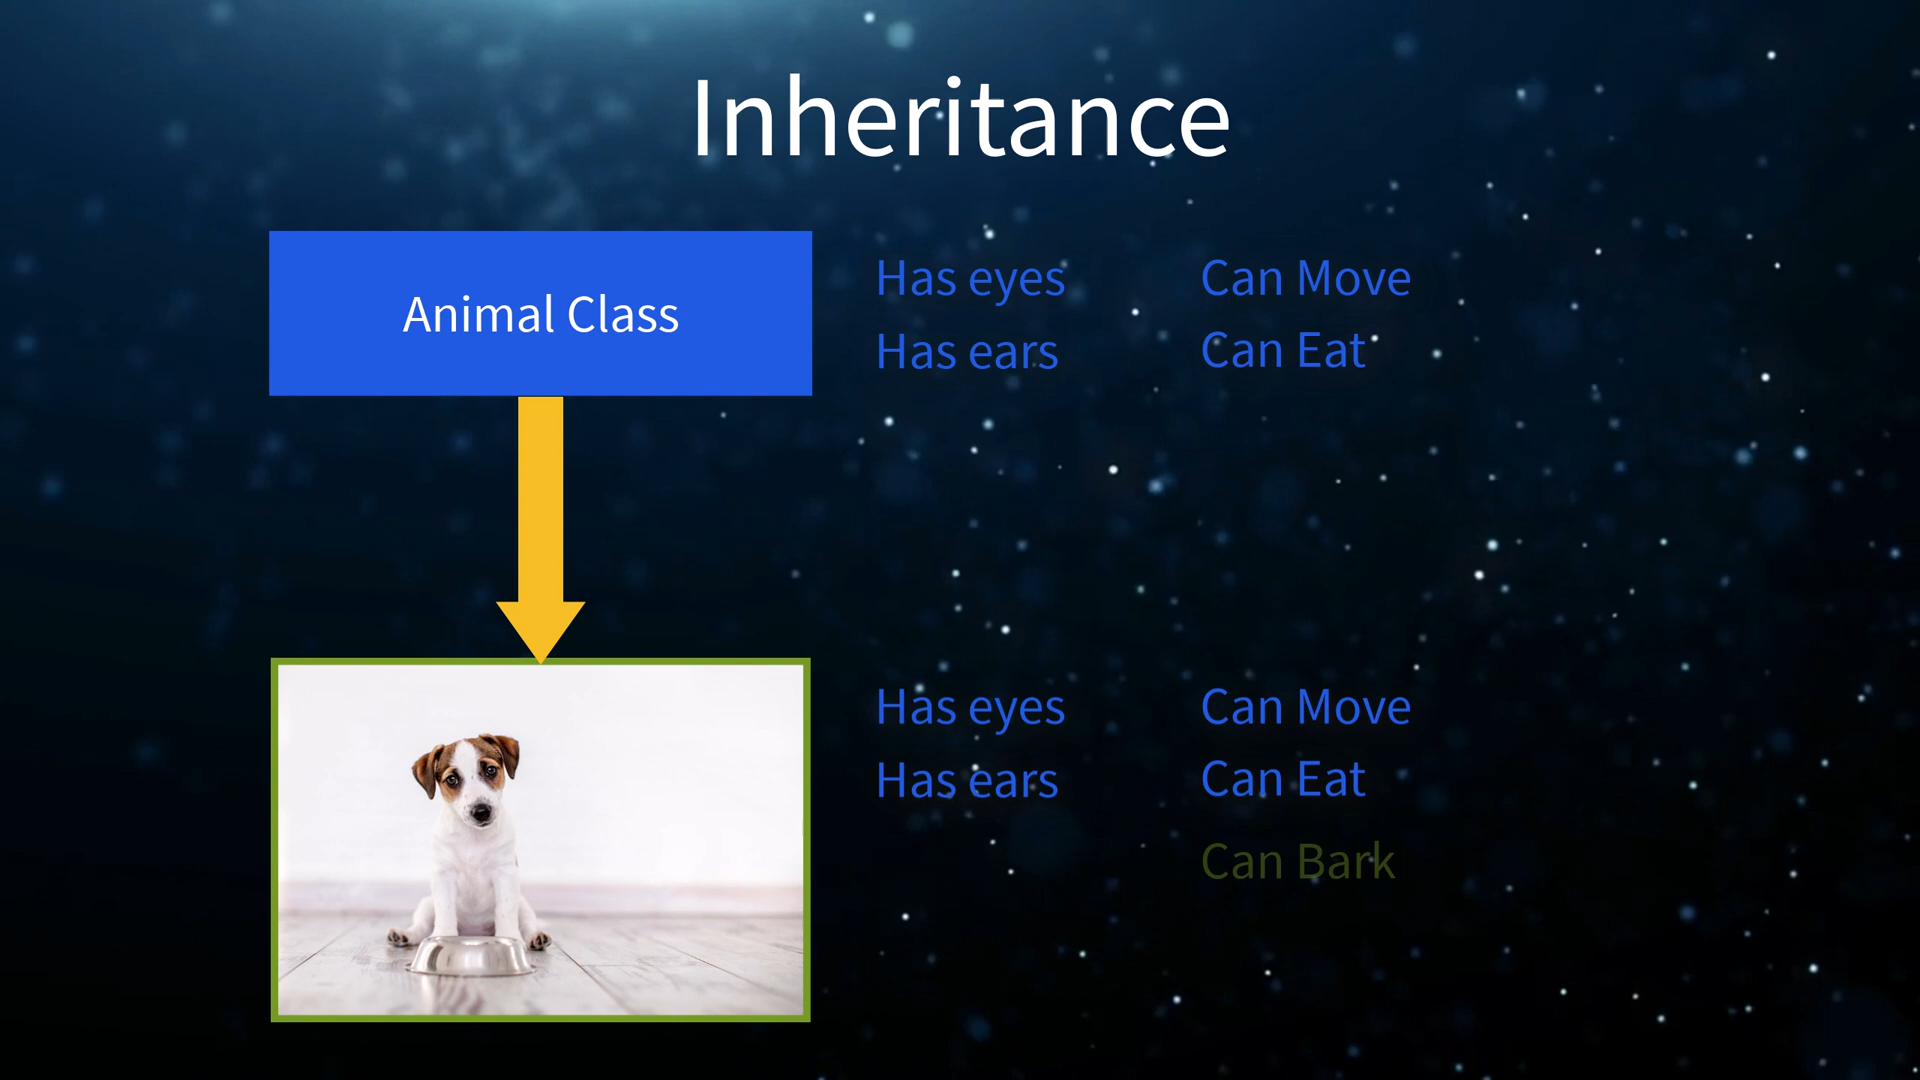 Inheritance
Animal Class
Has eyes
Can Move
Has ears
Can Eat
Has eyes
Can Move
Has ears
Can Eat
Can Bark